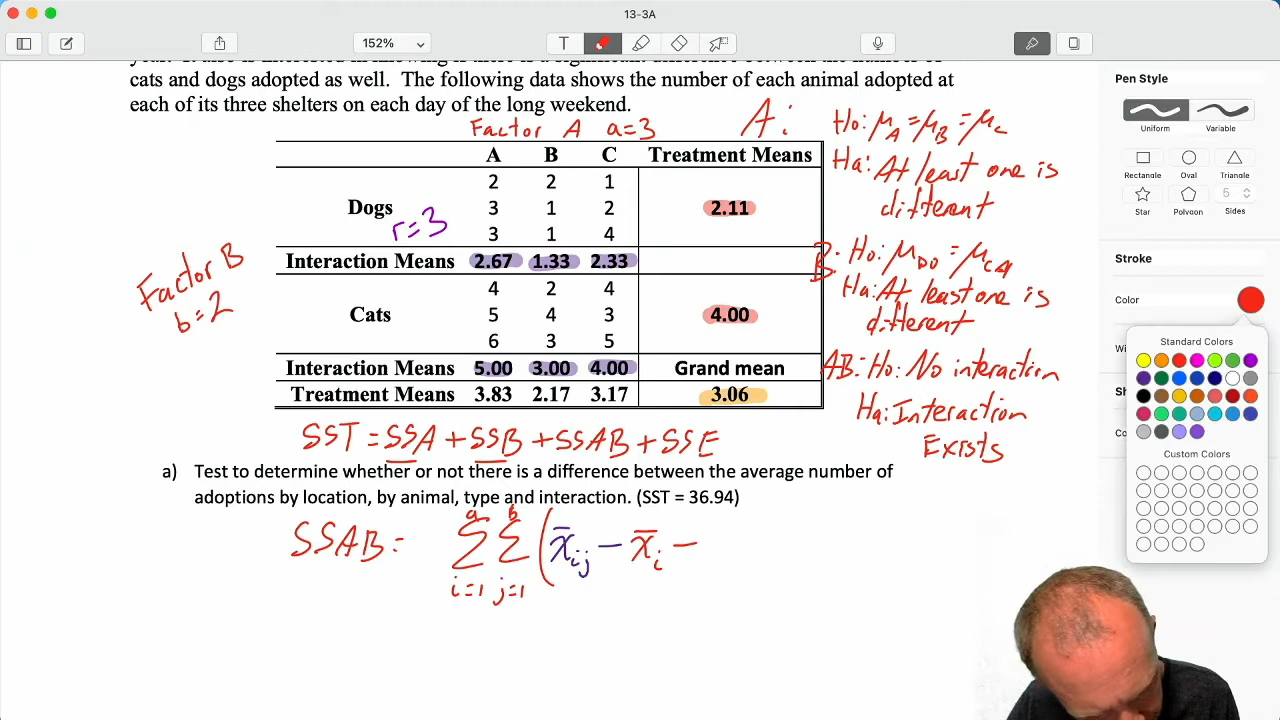 13-3A
152%
T
cats and dogs adopted as well. The following data shows the number of each animal adopted at
each of its three shelters on each day of the long weekend.
Factor A a=3
A:
A B C Treatment Means
2 2 1
Dogs 3 1 2 2.11
r=3
3 1 4
Interaction Means 2.67 1.33 2.33
4 2 4
Cats 5 4 3 4.00
6 3 5
Interaction Means 5.00 3.00 4.00 Grand mean
Treatment Means 3.83 2.17 3.17 3.06
Factor B
b=2
Ho: μA = μB = μC
Ha: At least one is
different
B: Ho: μDO = μCA
Ha: At least one is
different
AB: Ho: No interaction
Ha: Interaction
Exists
SST = SSA + SSB + SSAB + SSE
a) Test to determine whether or not there is a difference between the average number of
adoptions by location, by animal, type and interaction. (SST = 36.94)
SSAB = a∑i=1 b∑j=1 (x̄ij − x̄i −
Pen Style
Uniform Variable
Rectangle Oval Triangle
5
Star Polygon Sides
Stroke
Color
Standard Colors
Custom Colors